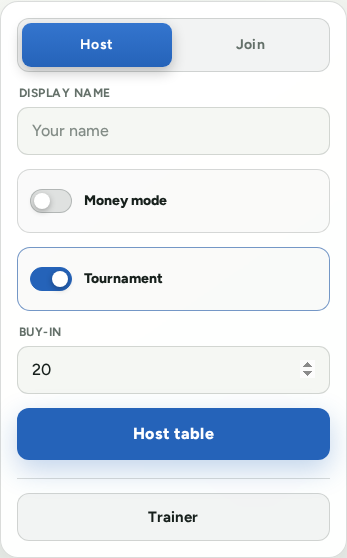 Host Join
DISPLAY NAME
Your name
Money mode
Tournament
BUY-IN
20
Host table
Trainer